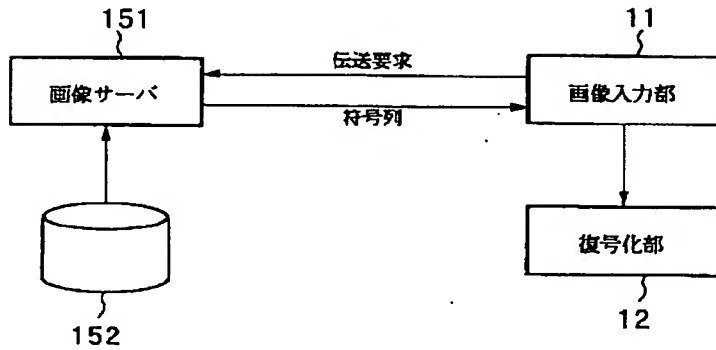 151
11
伝送要求
画像サーバ
画像入力部
符号列
復号化部
152
12